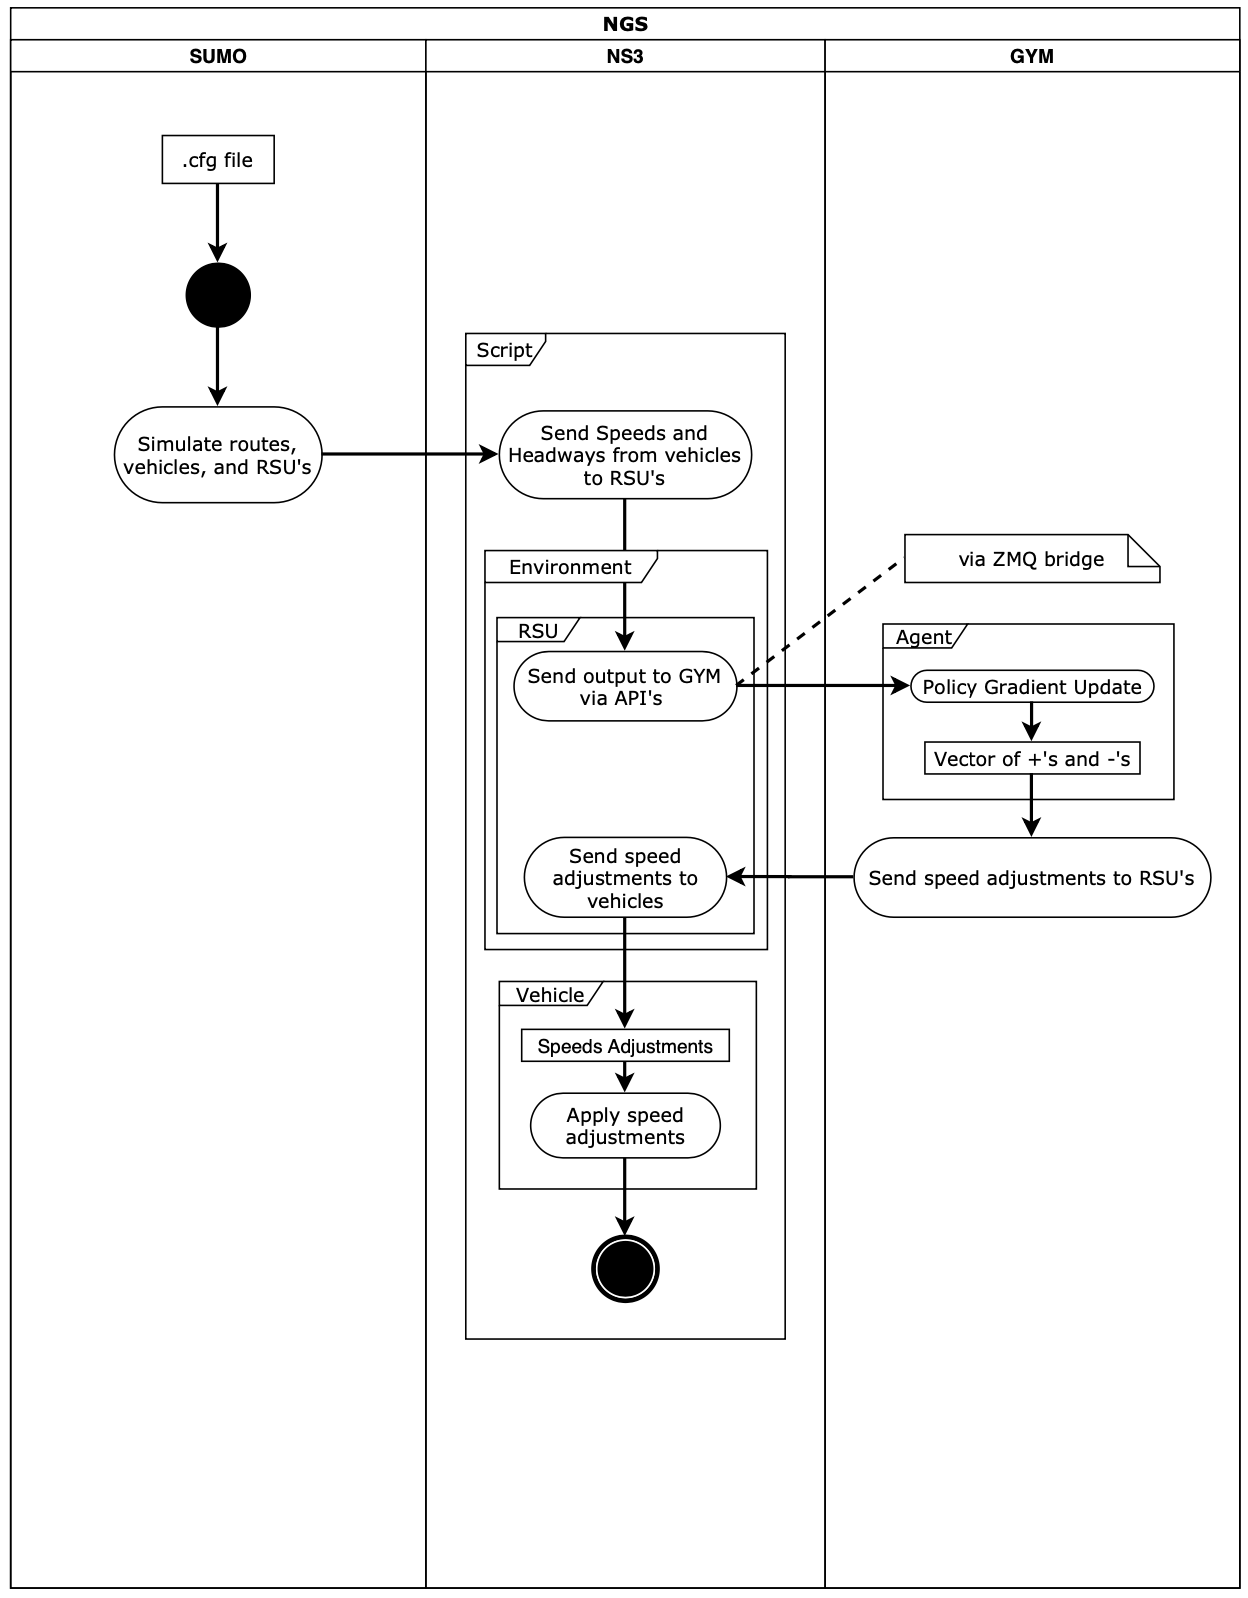 NGS
SUMO
NS3
GYM
.cfg file
Script
Simulate routes,
vehicles, and RSU's
Send Speeds and
Headways from vehicles
to RSU's
via ZMQ bridge
Environment
RSU
Agent
Send output to GYM
via API's
Policy Gradient Update
Vector of +'s and -'s
Send speed
adjustments to
vehicles
Send speed adjustments to RSU's
Vehicle
Speeds Adjustments
Apply speed
adjustments